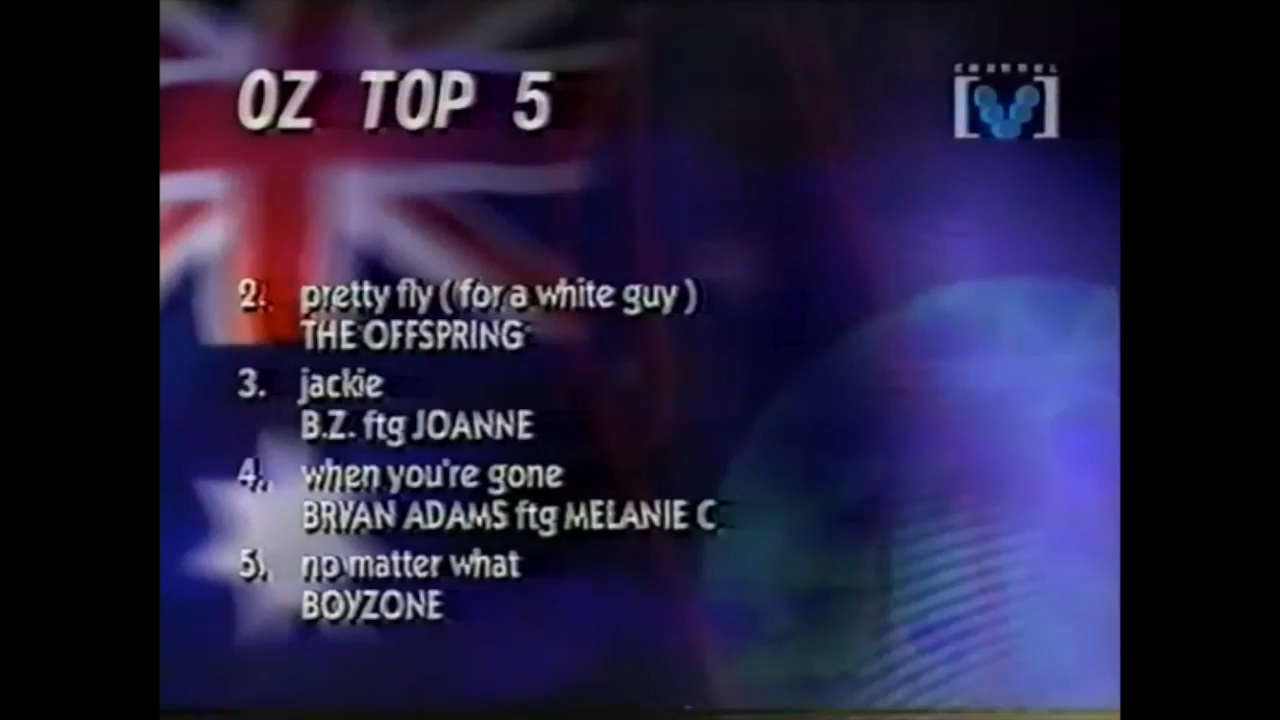 OZ TOP 5
CHANNEL
[V]
2. pretty fly ( for a white guy )
THE OFFSPRING
3. jackie
B.Z. ftg JOANNE
4. when you're gone
BRYAN ADAMS ftg MELANIE C
5. no matter what
BOYZONE